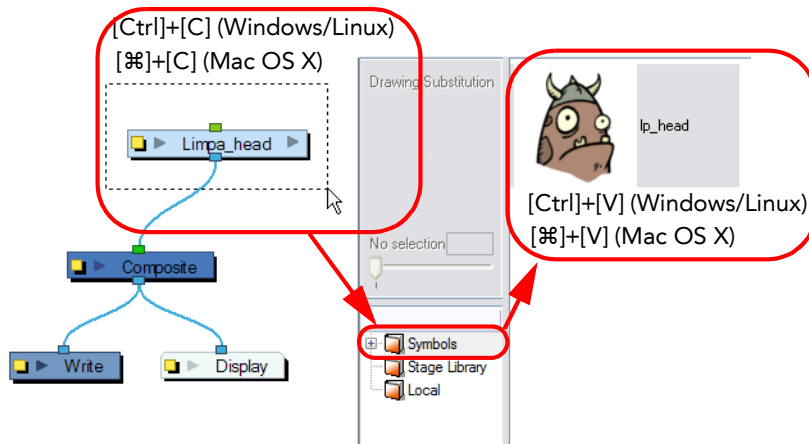 [Ctrl]+[C] (Windows/Linux)
[⌘]+[C] (Mac OS X)
Limpa_head
Composite
Write
Display
Drawing Substitution
No selection
Symbols
Stage Library
Local
lp_head
[Ctrl]+[V] (Windows/Linux)
[⌘]+[V] (Mac OS X)